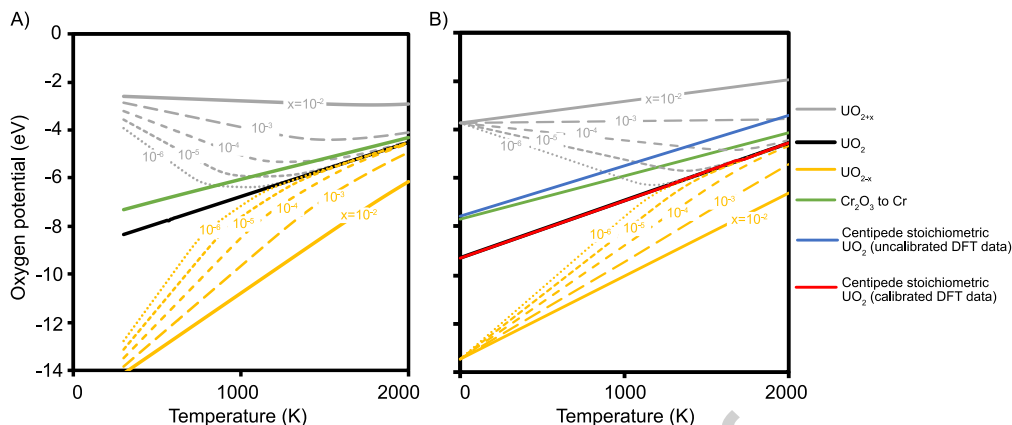 A)
B)
Oxygen potential (eV)
0
-2
-4
-6
-8
-10
-12
-14
x=10⁻²
10⁻³
10⁻⁴
10⁻⁵
10⁻⁶
10⁻⁶
10⁻⁵
10⁻⁴
10⁻³
x=10⁻²
0
1000
2000
Temperature (K)
x=10⁻²
10⁻³
10⁻⁴
10⁻⁵
10⁻⁶
10⁻⁶
10⁻⁵
10⁻⁴
10⁻³
x=10⁻²
0
1000
2000
Temperature (K)
UO₂₊ₓ
UO₂
UO₂₋ₓ
Cr₂O₃ to Cr
Centipede stoichiometric
UO₂ (uncalibrated DFT data)
Centipede stoichiometric
UO₂ (calibrated DFT data)